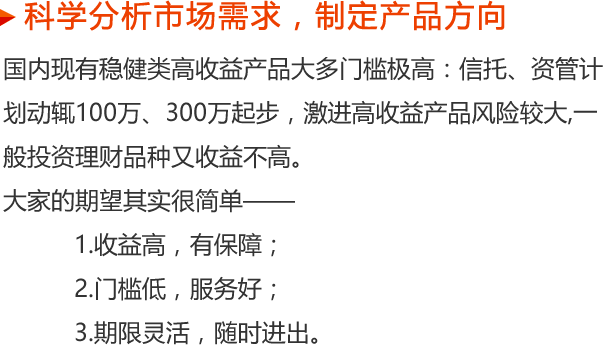 科学分析市场需求，制定产品方向
国内现有稳健类高收益产品大多门槛极高：信托、资管计
划动辄100万、300万起步，激进高收益产品风险较大,一
般投资理财品种又收益不高。
大家的期望其实很简单——
1.收益高，有保障；
2.门槛低，服务好；
3.期限灵活，随时进出。